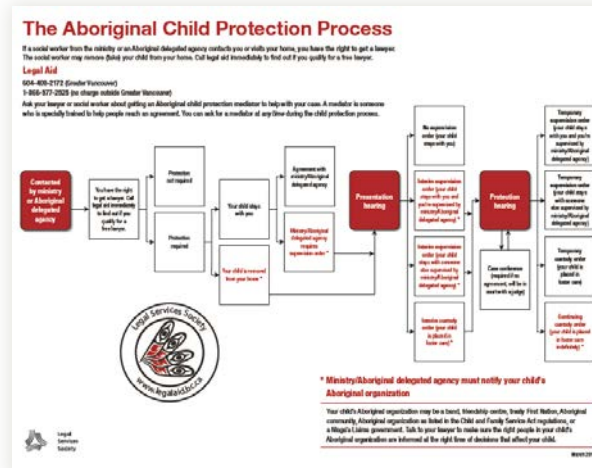 The Aboriginal Child Protection Process
If a social worker from the ministry or an Aboriginal delegated agency contacts you or visits your home, you have the right to get a lawyer.
The social worker may remove (take) your child from your home. Call legal aid immediately to find out if you qualify for a free lawyer.
Legal Aid
604-408-2172 (Greater Vancouver)
1-866-577-2525 (no charge outside Greater Vancouver)
Ask your lawyer or social worker about getting an Aboriginal child protection mediator to help with your case. A mediator is someone
who is specially trained to help people reach an agreement. You can ask for a mediator at any time during the child protection process.
Contacted
by ministry
or Aboriginal
delegated
agency
You have the right
to get a lawyer. Call
legal aid immediately
to find out if you
qualify for a
free lawyer.
Protection
not required
Protection
required
Your child stays
with you
Your child is removed
from your home *
Agreement with
ministry/Aboriginal
delegated agency
Ministry/Aboriginal
delegated agency
requires
supervision order *
Presentation
hearing
No supervision
order (your child
stays with you)
Interim supervision
order (your child
stays with you
and you're supervised by
ministry/Aboriginal
delegated agency) *
Interim supervision
order (your child
stays with someone
else supervised by
ministry/Aboriginal
delegated agency) *
Interim custody
order (your child
is placed in
foster care) *
Protection
hearing
Case conference
(required if no
agreement, will be in
court with a judge)
Temporary
supervision order
(your child stays
with you and you're
supervised by
ministry/Aboriginal
delegated agency)
Temporary
supervision order
(your child stays
with someone
else supervised by
ministry/Aboriginal
delegated agency)
Temporary
custody order
(your child is
placed in
foster care)
Continuing
custody order
(your child is placed
in foster care
indefinitely) *
Legal Services Society
www.legalaid.bc.ca
* Ministry/Aboriginal delegated agency must notify your child's
Aboriginal organization
Your child's Aboriginal organization may be a band, friendship centre, treaty First Nation, Aboriginal
community, Aboriginal organization as listed in the Child and Family Service Act regulations, or
a Nisga'a Lisims government. Talk to your lawyer to make sure the right people in your child's
Aboriginal organization are informed at the right time of decisions that affect your child.
Legal
Services
Society